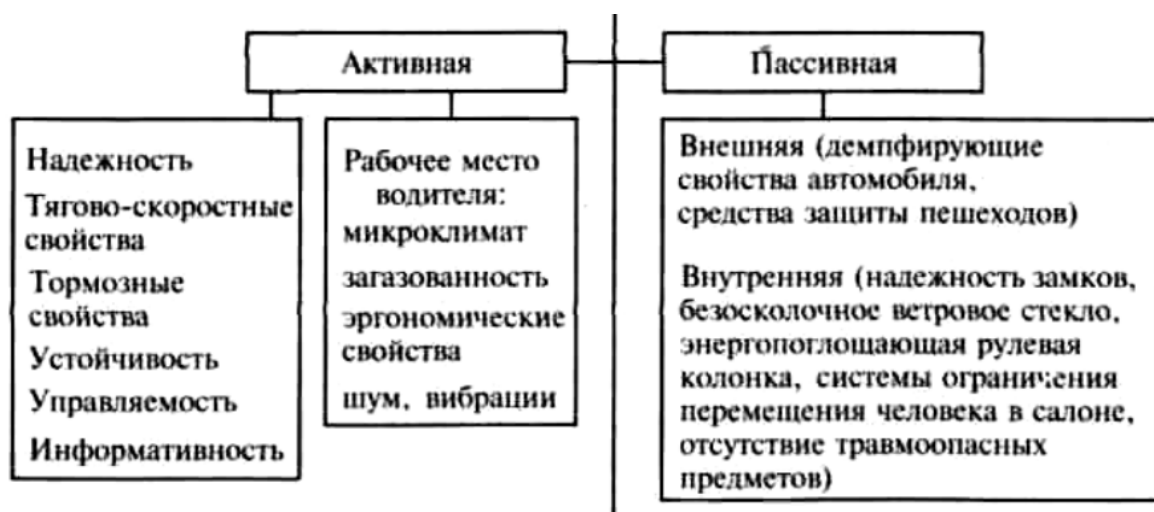 Активная
Пассивная
Надежность
Тягово-скоростные
свойства
Тормозные
свойства
Устойчивость
Управляемость
Информативность
Рабочее место
водителя:
микроклимат
загазованность
эргономические
свойства
шум, вибрации
Внешняя (демпфирующие
свойства автомобиля,
средства защиты пешеходов)
Внутренняя (надежность замков,
безосколочное ветровое стекло,
энергопоглощающая рулевая
колонка, системы ограничения
перемещения человека в салоне,
отсутствие травмоопасных
предметов)